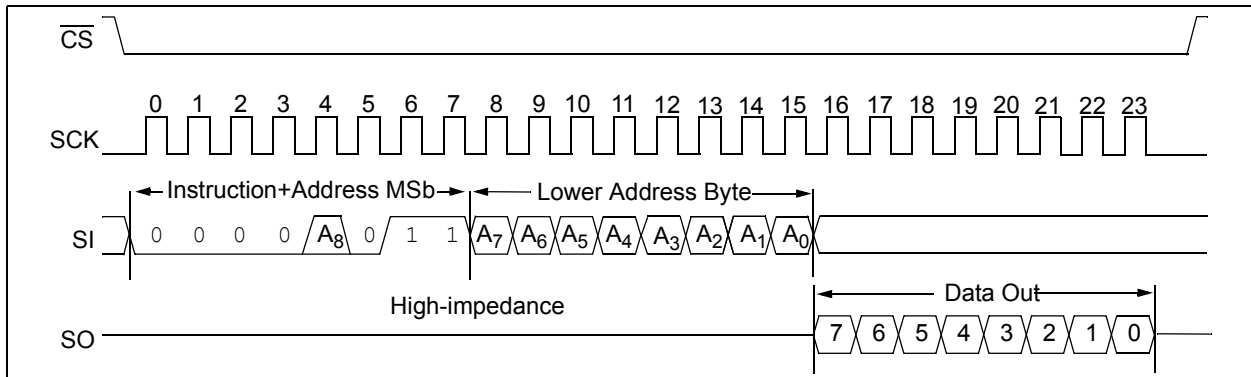 CS
0 1 2 3 4 5 6 7 8 9 10 11 12 13 14 15 16 17 18 19 20 21 22 23
SCK
Instruction+Address MSb Lower Address Byte
SI 0 0 0 0 A8 0 1 1 A7 A6 A5 A4 A3 A2 A1 A0
High-impedance Data Out
SO 7 6 5 4 3 2 1 0